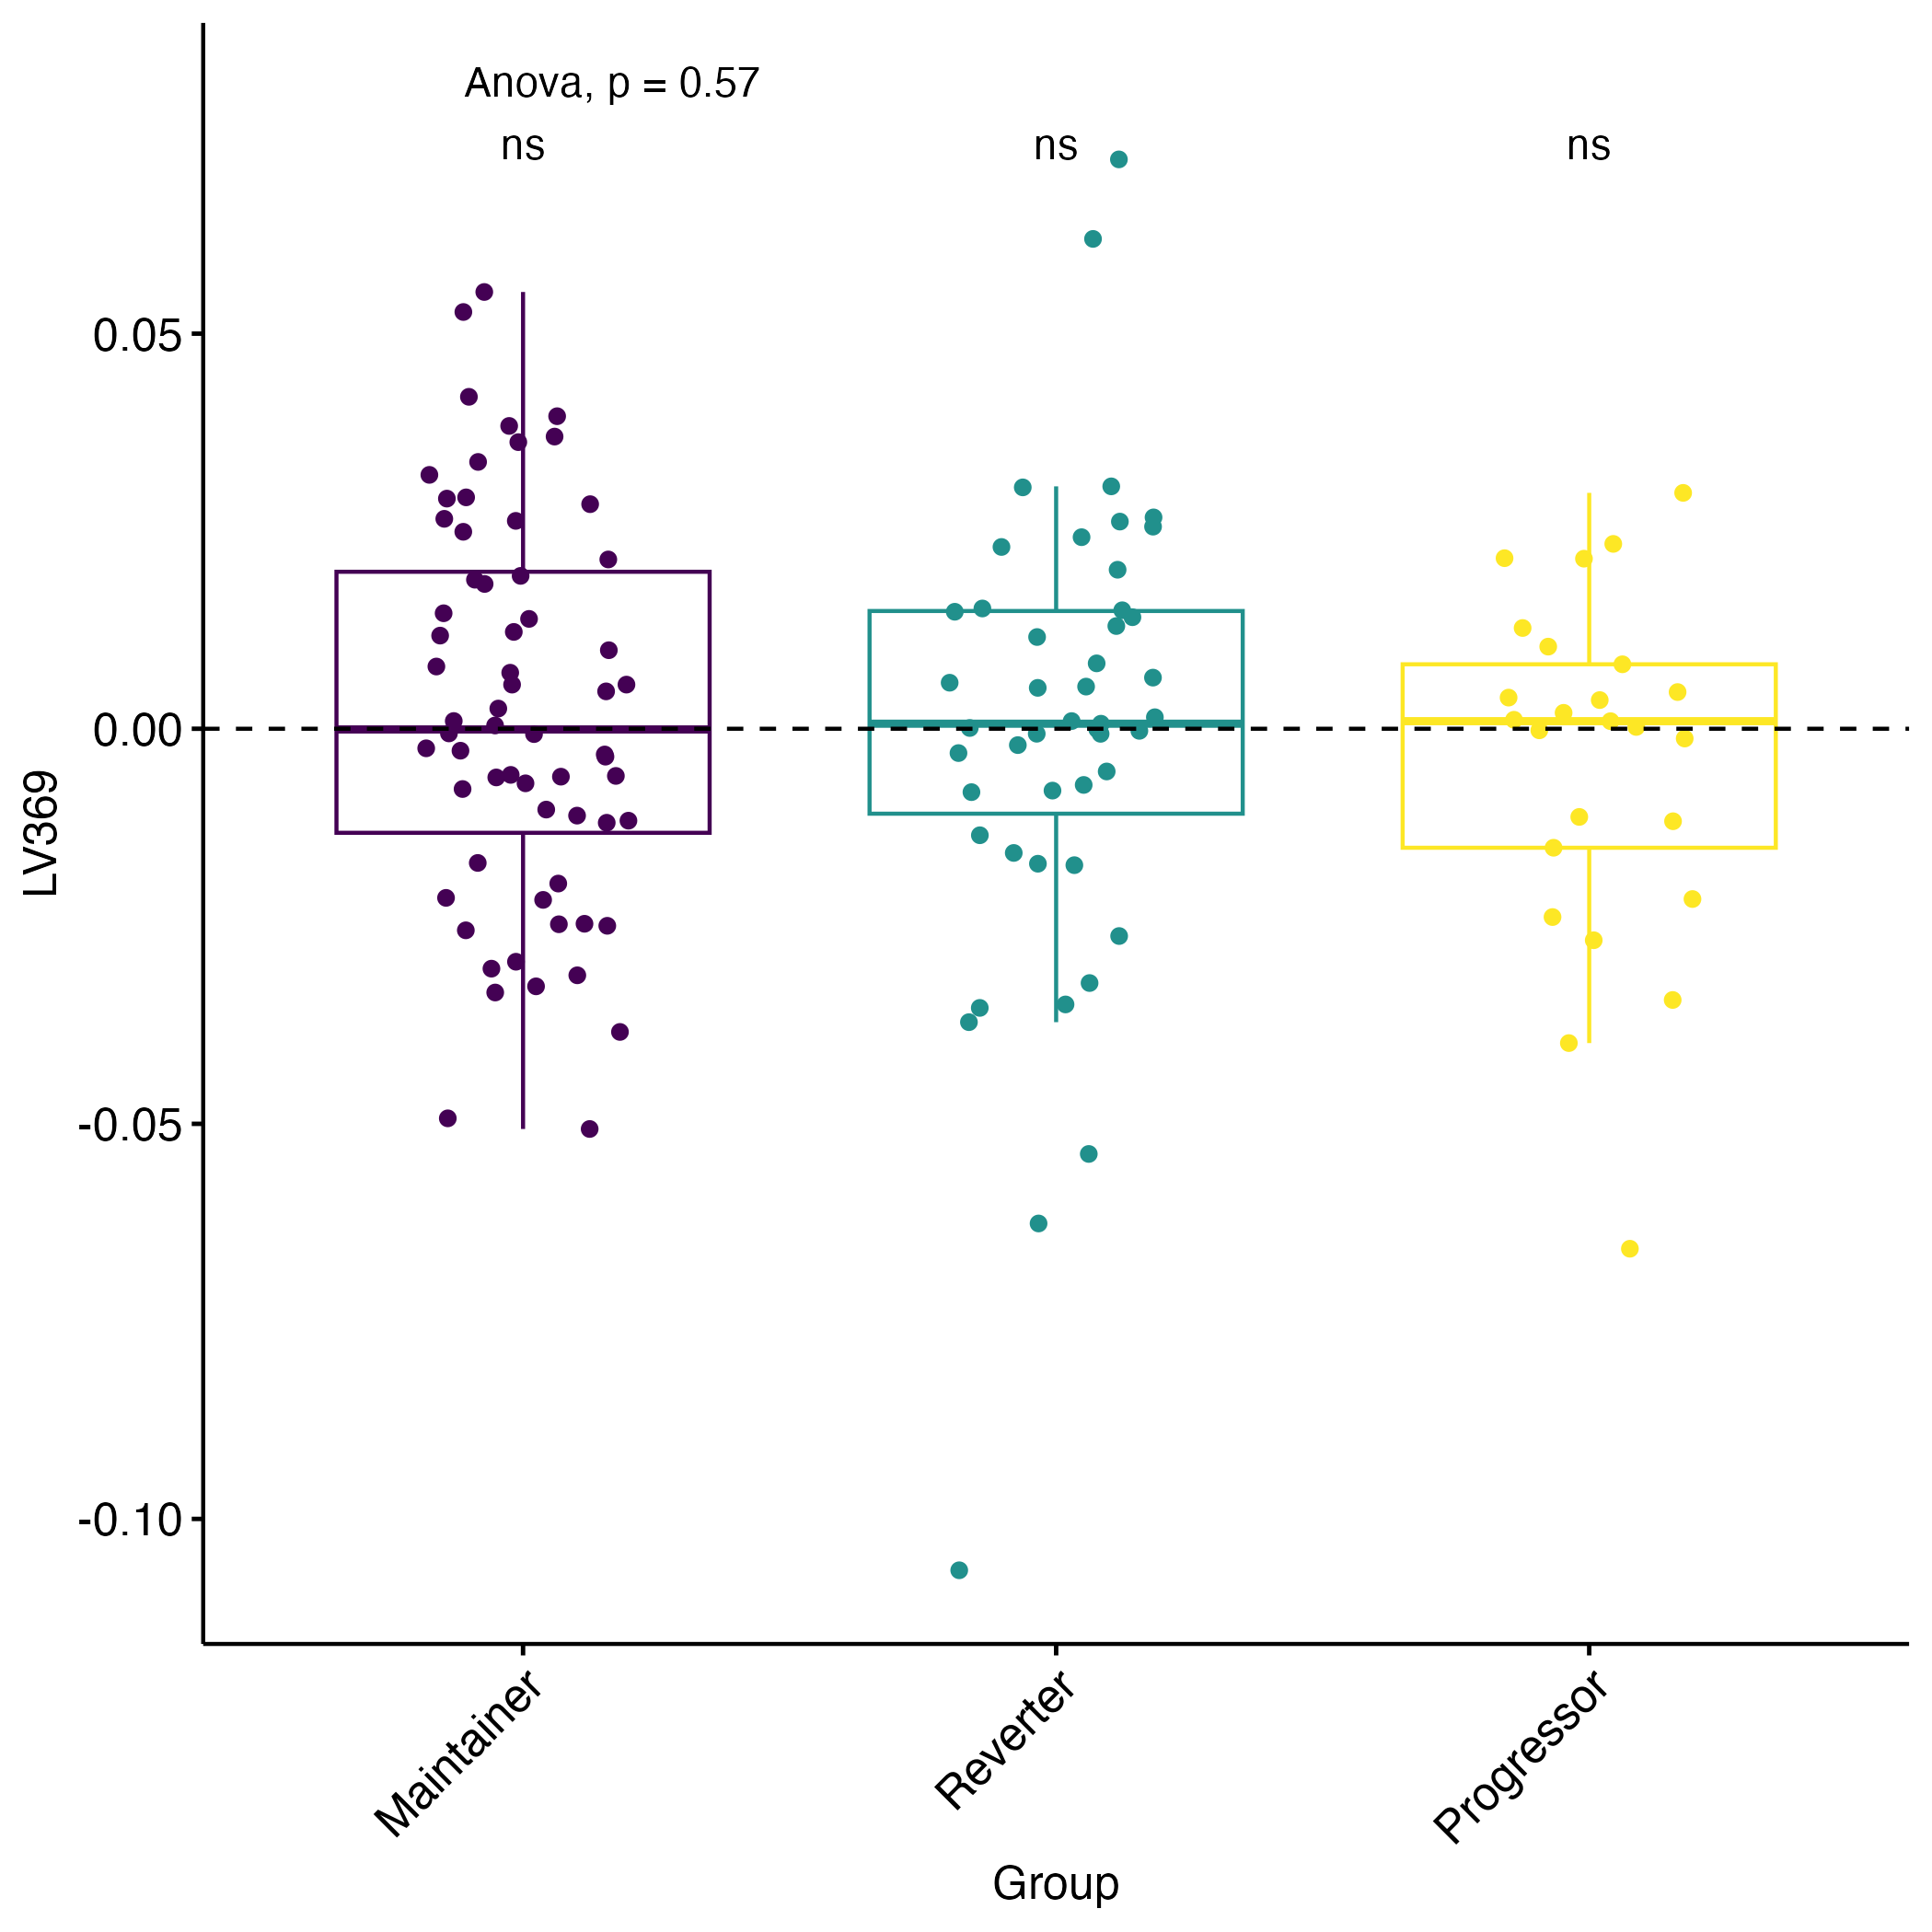 Anova, p = 0.57
ns ns ns
0.05
0.00
-0.05
-0.10
LV369
Maintainer Reverter Progressor
Group